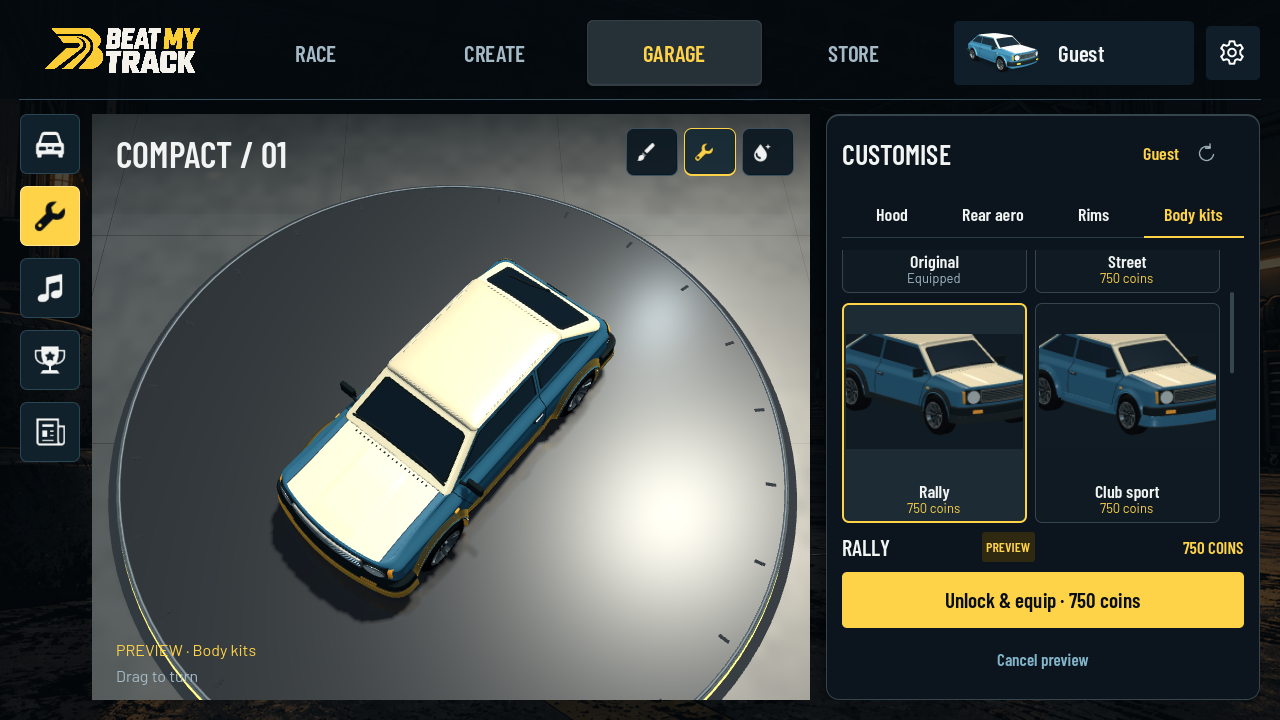 BEAT MY
TRACK
RACE
CREATE
GARAGE
STORE
Guest
COMPACT / 01
CUSTOMISE
Guest
Hood
Rear aero
Rims
Body kits
Original
Equipped
Street
750 coins
Rally
750 coins
Club sport
750 coins
RALLY
PREVIEW
750 COINS
Unlock & equip · 750 coins
Cancel preview
PREVIEW · Body kits
Drag to turn